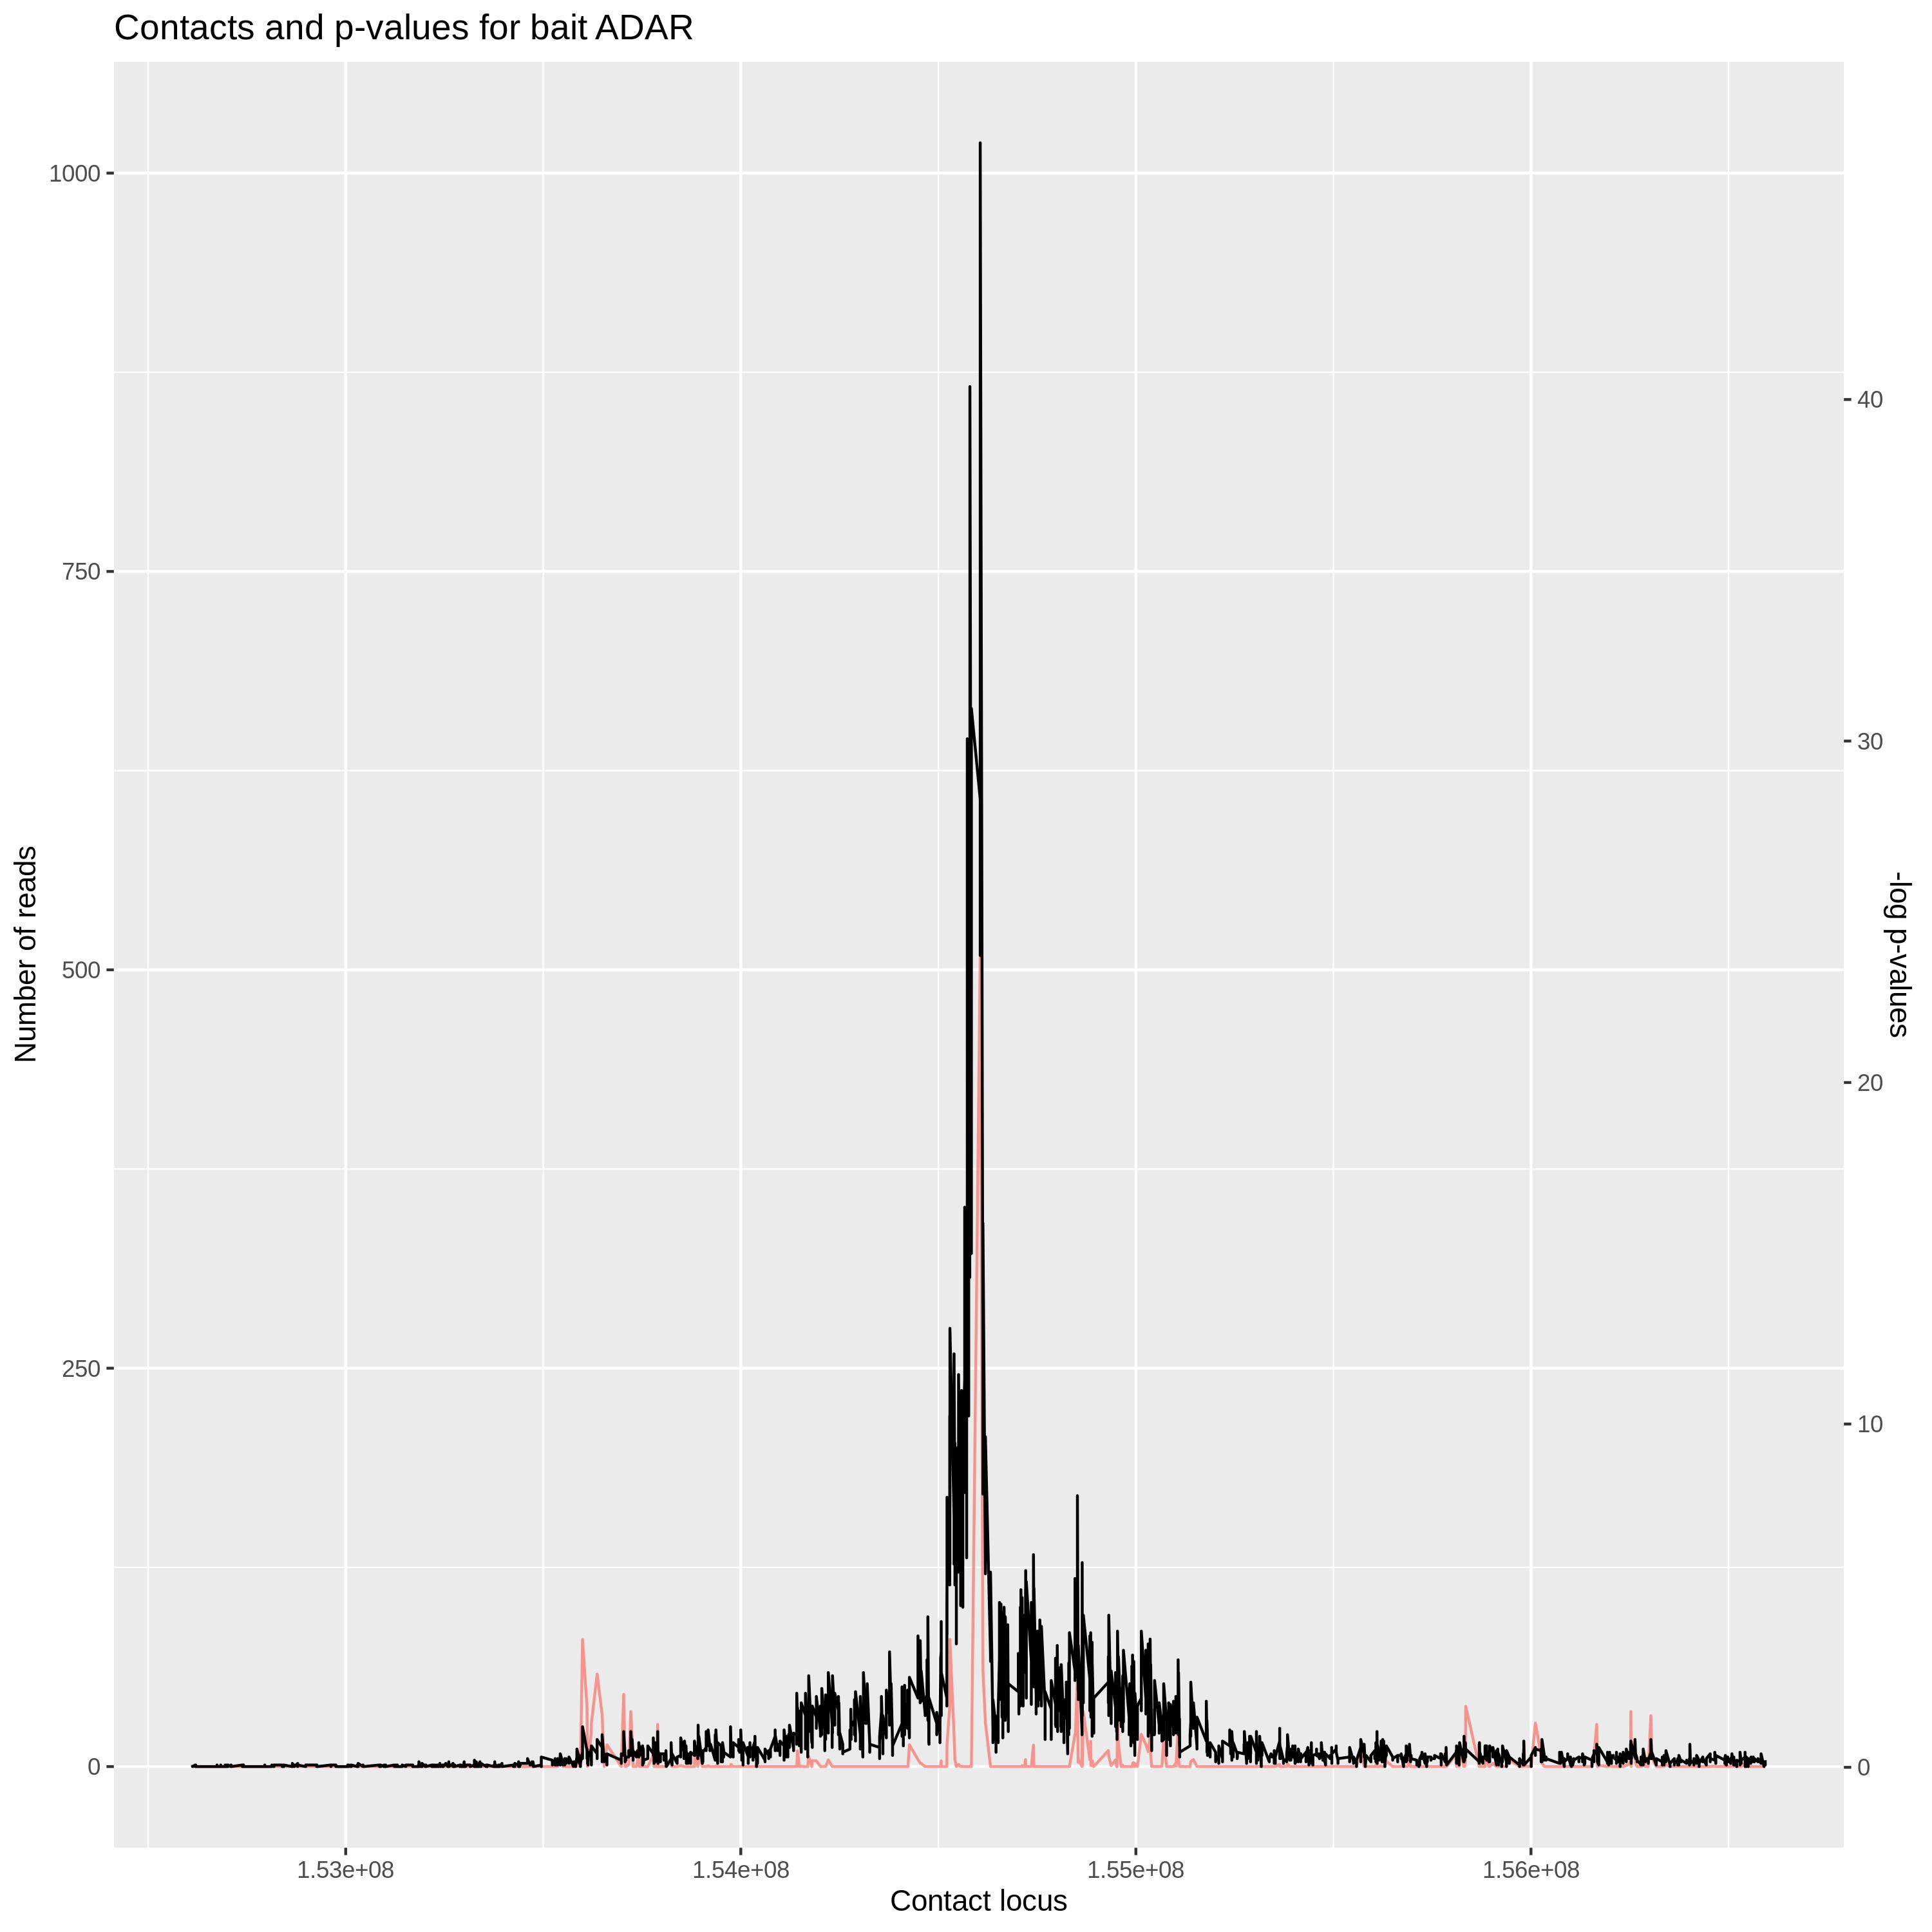 Contacts and p-values for bait ADAR
1000
750
500
250
0
Number of reads
40
30
20
10
0
-log p-values
1.53e+08
1.54e+08
1.55e+08
1.56e+08
Contact locus